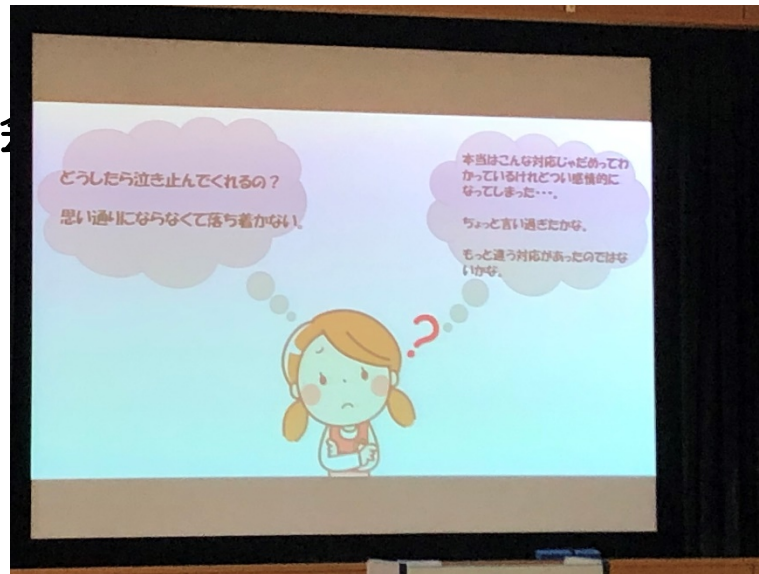 どうしたら泣き止んでくれるの？
思い通りにならなくて落ち着かない。
本当はこんな対応じゃだめってわ
かっているけれどつい感情的に
なってしまった・・・。
ちょっと言い過ぎたかな。
もっと違う対応があったのではな
いかな。
?